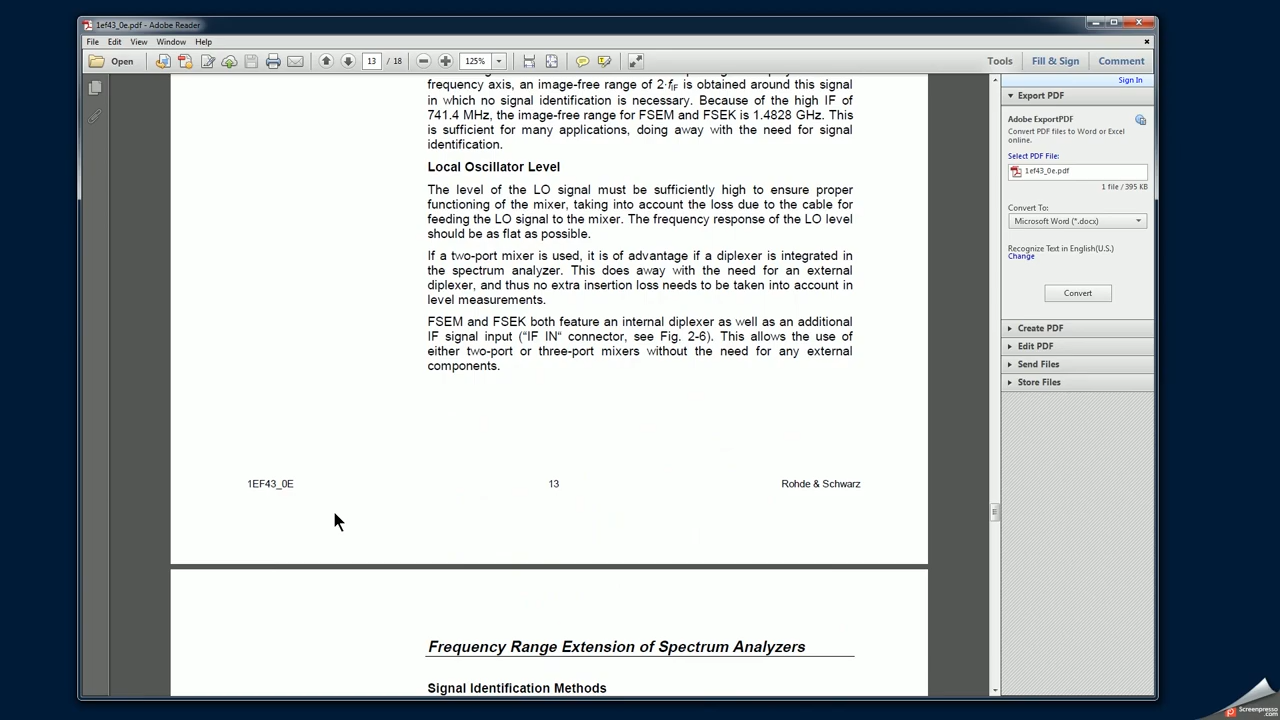 1ef43_0e.pdf - Adobe Reader
File Edit View Window Help
Open 13 / 18 125% Tools Fill & Sign Comment
Sign In
frequency axis, an image-free range of 2·fIF is obtained around this signal
in which no signal identification is necessary. Because of the high IF of
741.4 MHz, the image-free range for FSEM and FSEK is 1.4828 GHz. This
is sufficient for many applications, doing away with the need for signal
identification.
Local Oscillator Level
The level of the LO signal must be sufficiently high to ensure proper
functioning of the mixer, taking into account the loss due to the cable for
feeding the LO signal to the mixer. The frequency response of the LO level
should be as flat as possible.
If a two-port mixer is used, it is of advantage if a diplexer is integrated in
the spectrum analyzer. This does away with the need for an external
diplexer, and thus no extra insertion loss needs to be taken into account in
level measurements.
FSEM and FSEK both feature an internal diplexer as well as an additional
IF signal input ("IF IN" connector, see Fig. 2-6). This allows the use of
either two-port or three-port mixers without the need for any external
components.
1EF43_0E 13 Rohde & Schwarz
Frequency Range Extension of Spectrum Analyzers
Signal Identification Methods
Export PDF
Adobe ExportPDF
Convert PDF files to Word or Excel
online.
Select PDF File:
1ef43_0e.pdf
1 file / 395 KB
Convert To:
Microsoft Word (*.docx)
Recognize Text in English(U.S.)
Change
Convert
Create PDF
Edit PDF
Send Files
Store Files
Screenpresso
.com